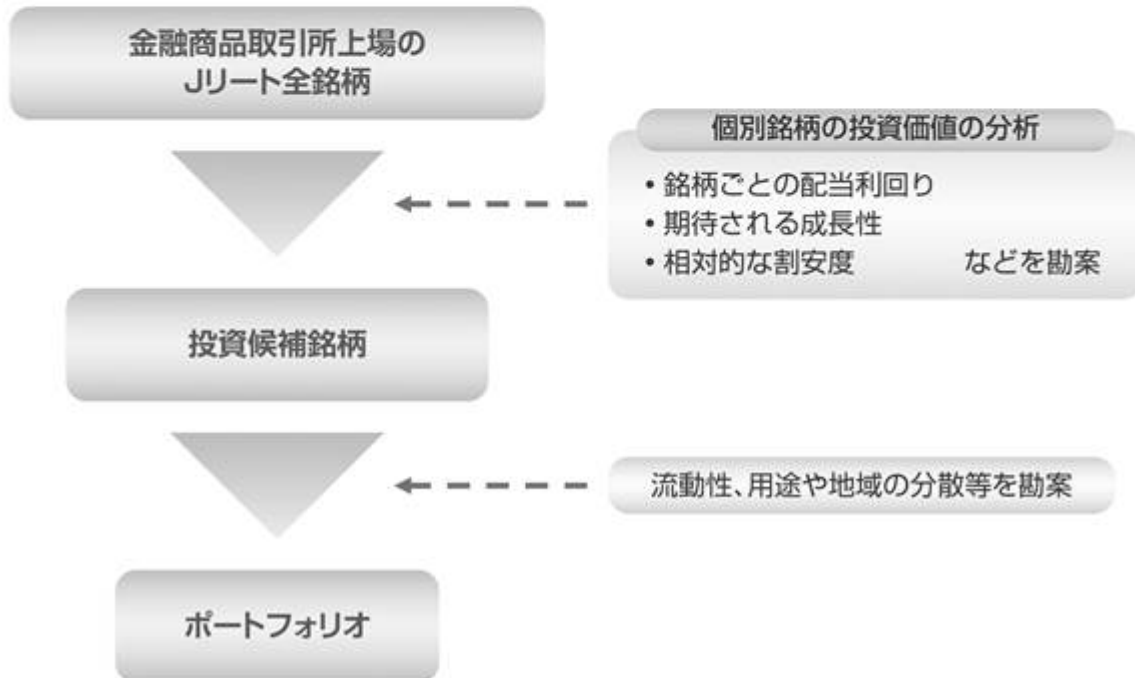 金融商品取引所上場の
Jリート全銘柄
個別銘柄の投資価値の分析
・銘柄ごとの配当利回り
・期待される成長性
・相対的な割安度　　　などを勘案
投資候補銘柄
流動性、用途や地域の分散等を勘案
ポートフォリオ